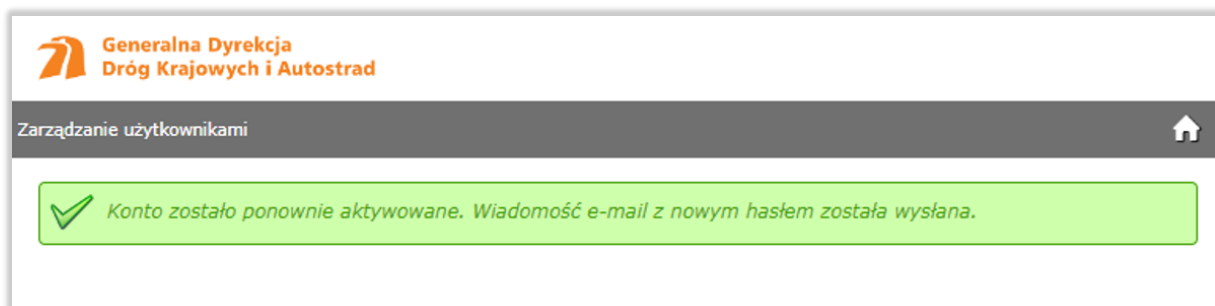 Generalna Dyrekcja
Dróg Krajowych i Autostrad
Zarządzanie użytkownikami
Konto zostało ponownie aktywowane. Wiadomość e-mail z nowym hasłem została wysłana.